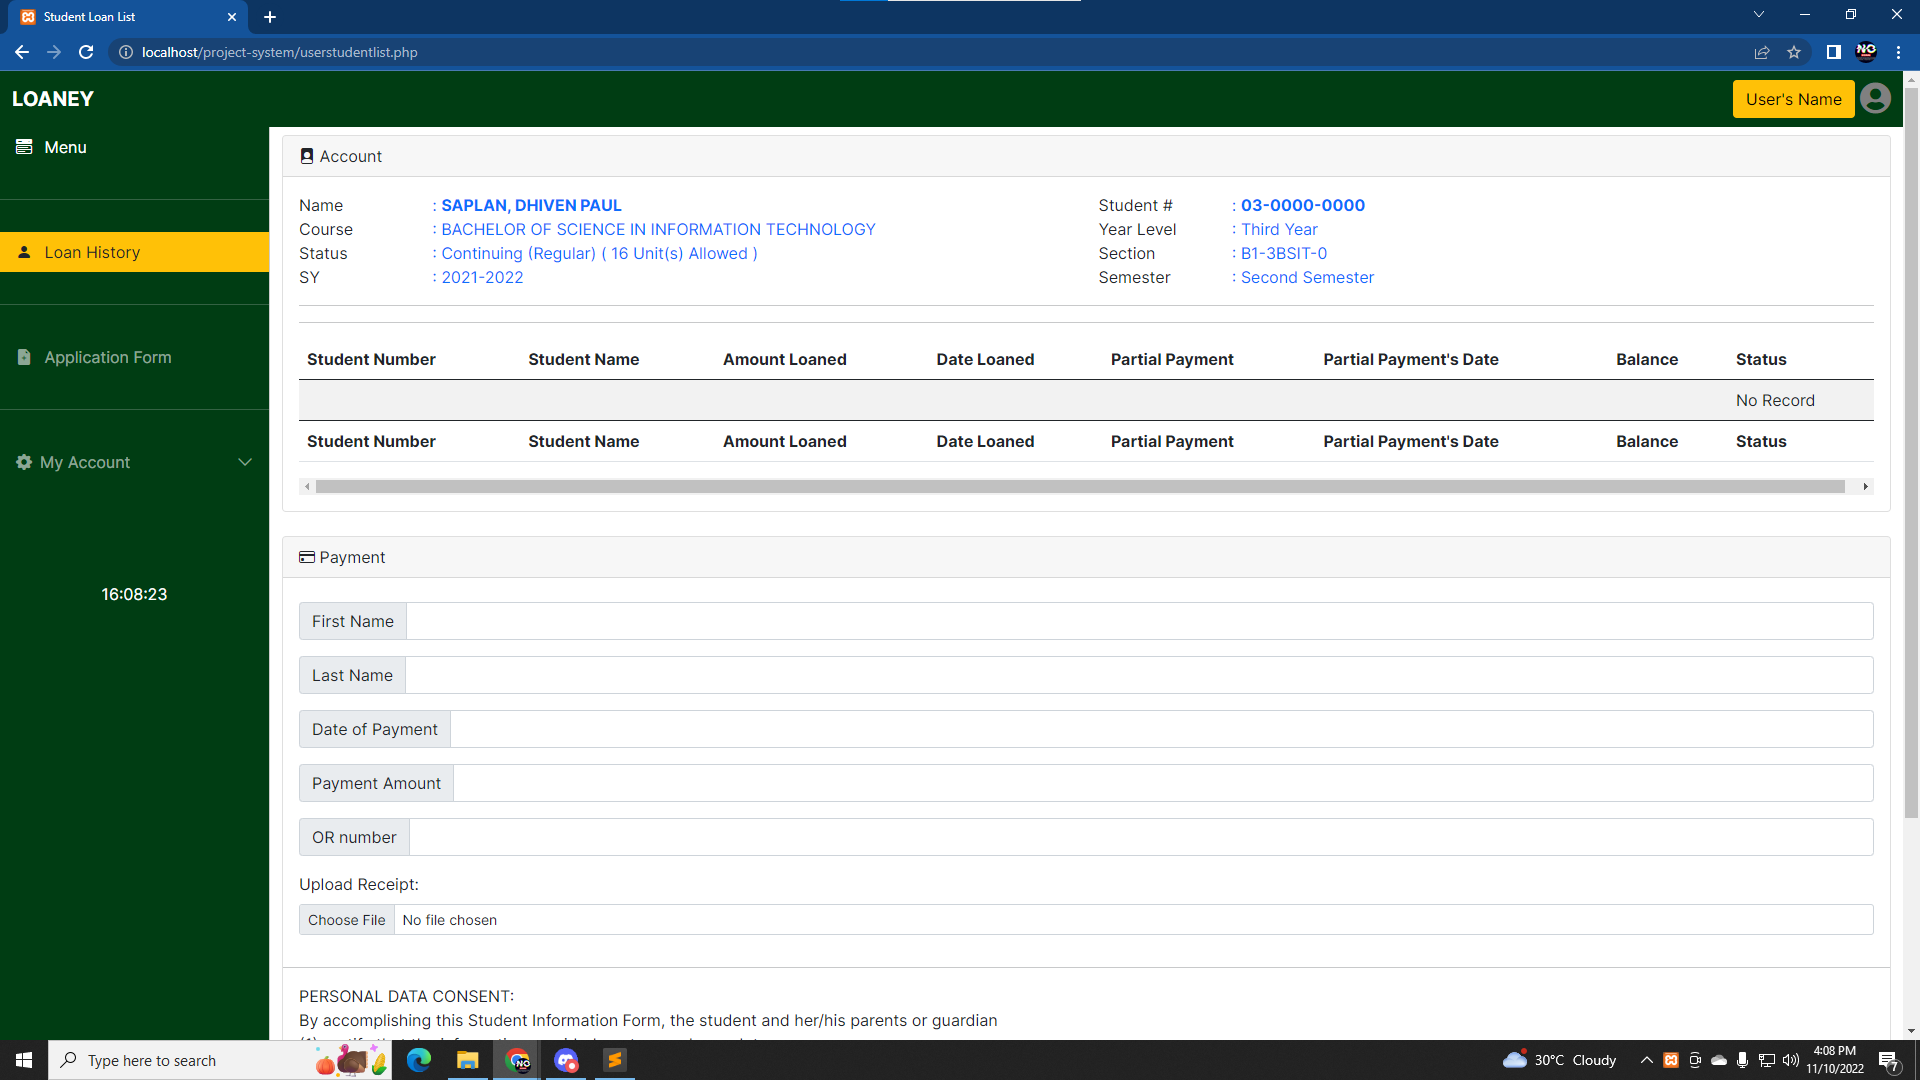 Student Loan List
localhost/project-system/userstudentlist.php
LOANEY
User's Name
Menu
Loan History
Application Form
My Account
16:08:23
Account
Name : SAPLAN, DHIVEN PAUL Student # : 03-0000-0000
Course : BACHELOR OF SCIENCE IN INFORMATION TECHNOLOGY Year Level : Third Year
Status : Continuing (Regular) ( 16 Unit(s) Allowed ) Section : B1-3BSIT-0
SY : 2021-2022 Semester : Second Semester
Student Number Student Name Amount Loaned Date Loaned Partial Payment Partial Payment's Date Balance Status
No Record
Student Number Student Name Amount Loaned Date Loaned Partial Payment Partial Payment's Date Balance Status
Payment
First Name
Last Name
Date of Payment
Payment Amount
OR number
Upload Receipt:
Choose File No file chosen
PERSONAL DATA CONSENT:
By accomplishing this Student Information Form, the student and her/his parents or guardian
Type here to search
30°C Cloudy
4:08 PM
11/10/2022
7